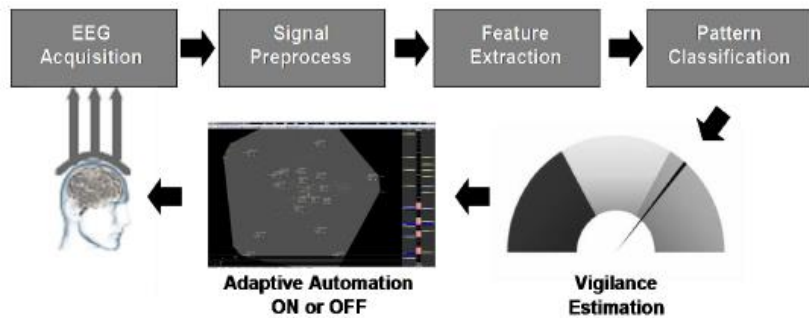 EEG
Acquisition
Signal
Preprocess
Feature
Extraction
Pattern
Classification
Adaptive Automation
ON or OFF
Vigilance
Estimation